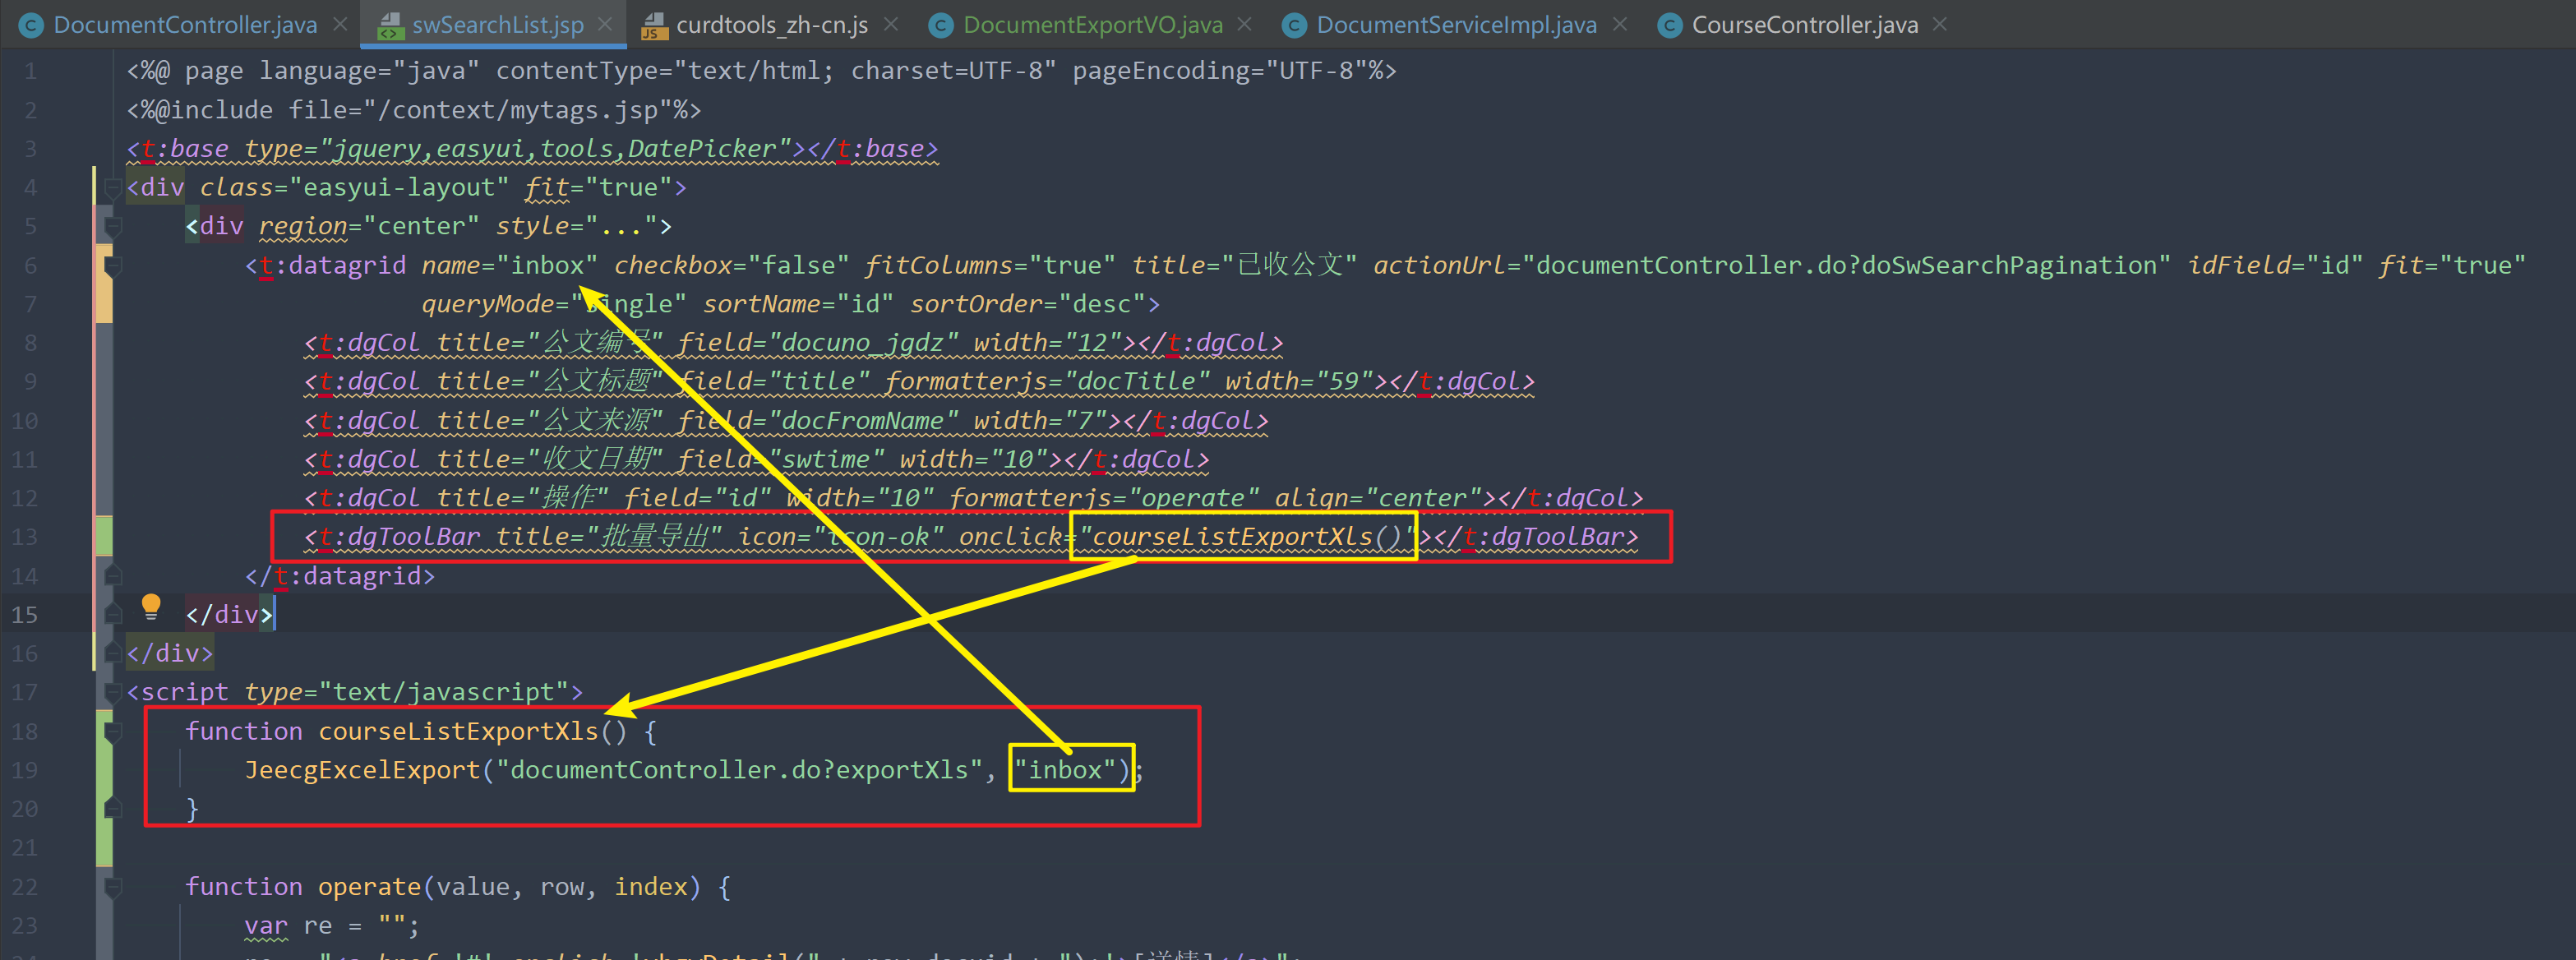 DocumentController.java swSearchList.jsp curdtools_zh-cn.js DocumentExportVO.java DocumentServiceImpl.java CourseController.java
1 <%@ page language="java" contentType="text/html; charset=UTF-8" pageEncoding="UTF-8"%>
2 <%@include file="/context/mytags.jsp"%>
3 <t:base type="jquery,easyui,tools,DatePicker"></t:base>
4 <div class="easyui-layout" fit="true">
5 <div region="center" style="...">
6 <t:datagrid name="inbox" checkbox="false" fitColumns="true" title="已收公文" actionUrl="documentController.do?doSwSearchPagination" idField="id" fit="true"
7 queryMode="single" sortName="id" sortOrder="desc">
8 <t:dgCol title="公文编号" field="docuno_jgdz" width="12"></t:dgCol>
9 <t:dgCol title="公文标题" field="title" formatterjs="docTitle" width="59"></t:dgCol>
10 <t:dgCol title="公文来源" field="docFromName" width="7"></t:dgCol>
11 <t:dgCol title="收文日期" field="swtime" width="10"></t:dgCol>
12 <t:dgCol title="操作" field="id" width="10" formatterjs="operate" align="center"></t:dgCol>
13 <t:dgToolBar title="批量导出" icon="icon-ok" onclick="courseListExportXls()"></t:dgToolBar>
14 </t:datagrid>
15 </div>
16 </div>
17 <script type="text/javascript">
18 function courseListExportXls() {
19 JeecgExcelExport("documentController.do?exportXls", "inbox");
20 }
21
22 function operate(value, row, index) {
23 var re = "";